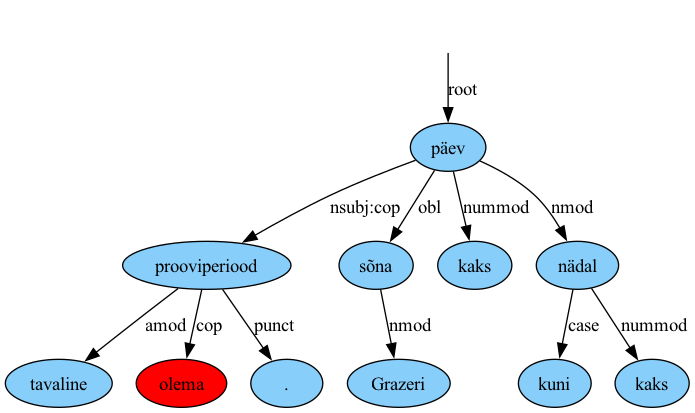 root
päev
nsubj:cop obl nummod nmod
prooviperiood sõna kaks nädal
amod cop punct nmod case nummod
tavaline olema . Grazeri kuni kaks